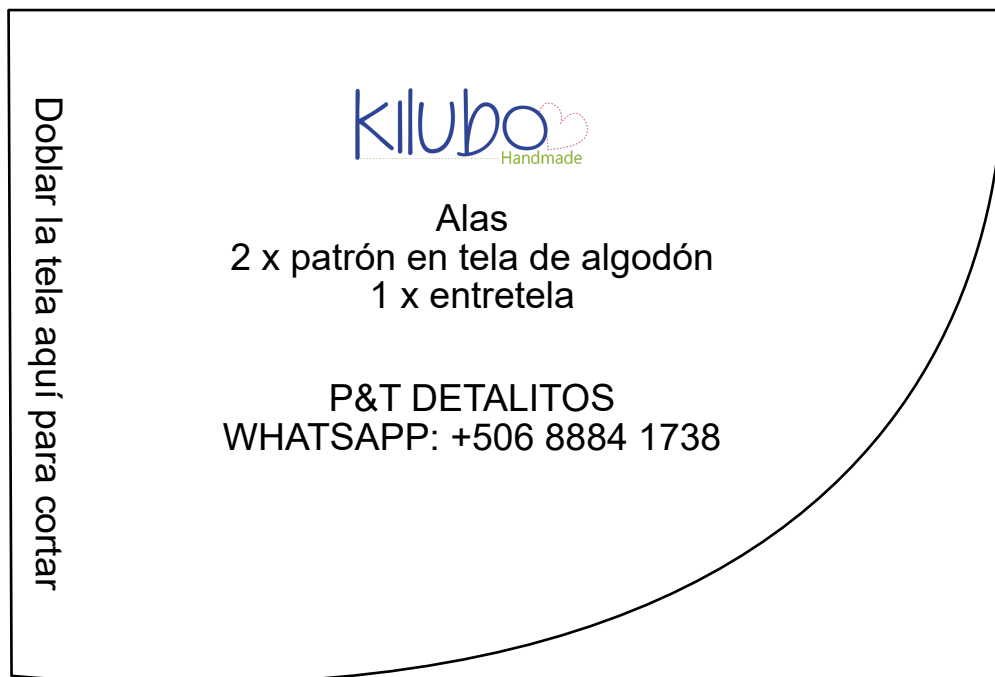 Doblar la tela aquí para cortar
kilubo
Handmade
Alas
2 x patrón en tela de algodón
1 x entretela
P&T DETALITOS
WHATSAPP: +506 8884 1738